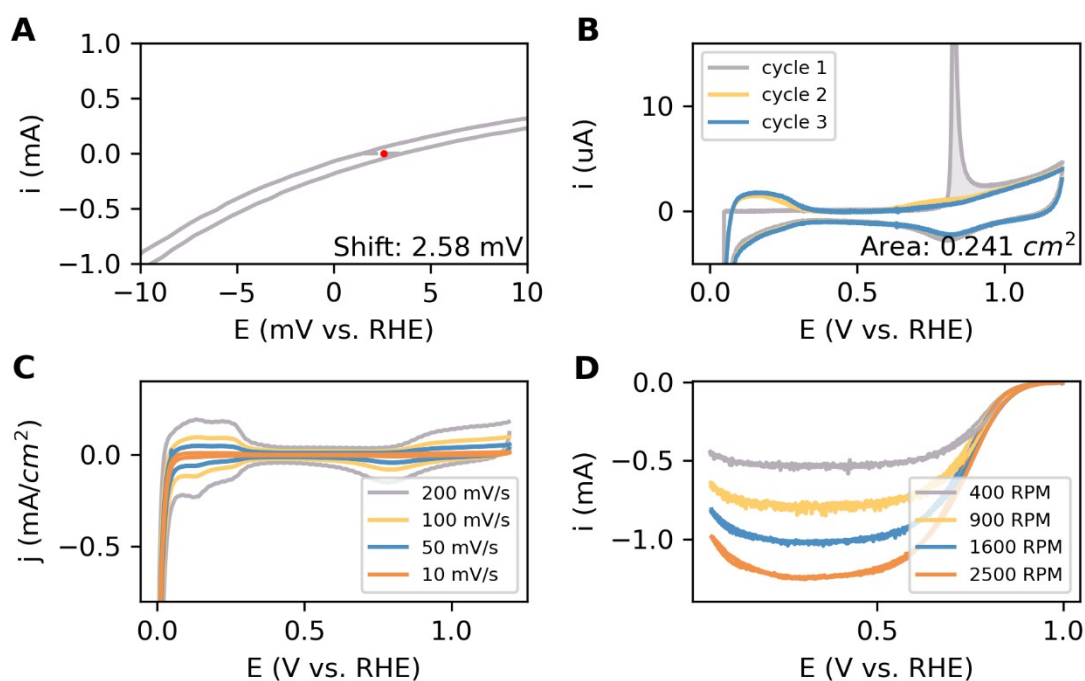 A
1.0
0.5
0.0
−0.5
−1.0
i (mA)
Shift: 2.58 mV
−10
−5
0
5
10
E (mV vs. RHE)
B
10
0
i (uA)
cycle 1
cycle 2
cycle 3
Area: 0.241 cm²
0.0
0.5
1.0
E (V vs. RHE)
C
0.0
−0.5
j (mA/cm²)
200 mV/s
100 mV/s
50 mV/s
10 mV/s
0.0
0.5
1.0
E (V vs. RHE)
D
0.0
−0.5
−1.0
i (mA)
400 RPM
900 RPM
1600 RPM
2500 RPM
0.5
1.0
E (V vs. RHE)